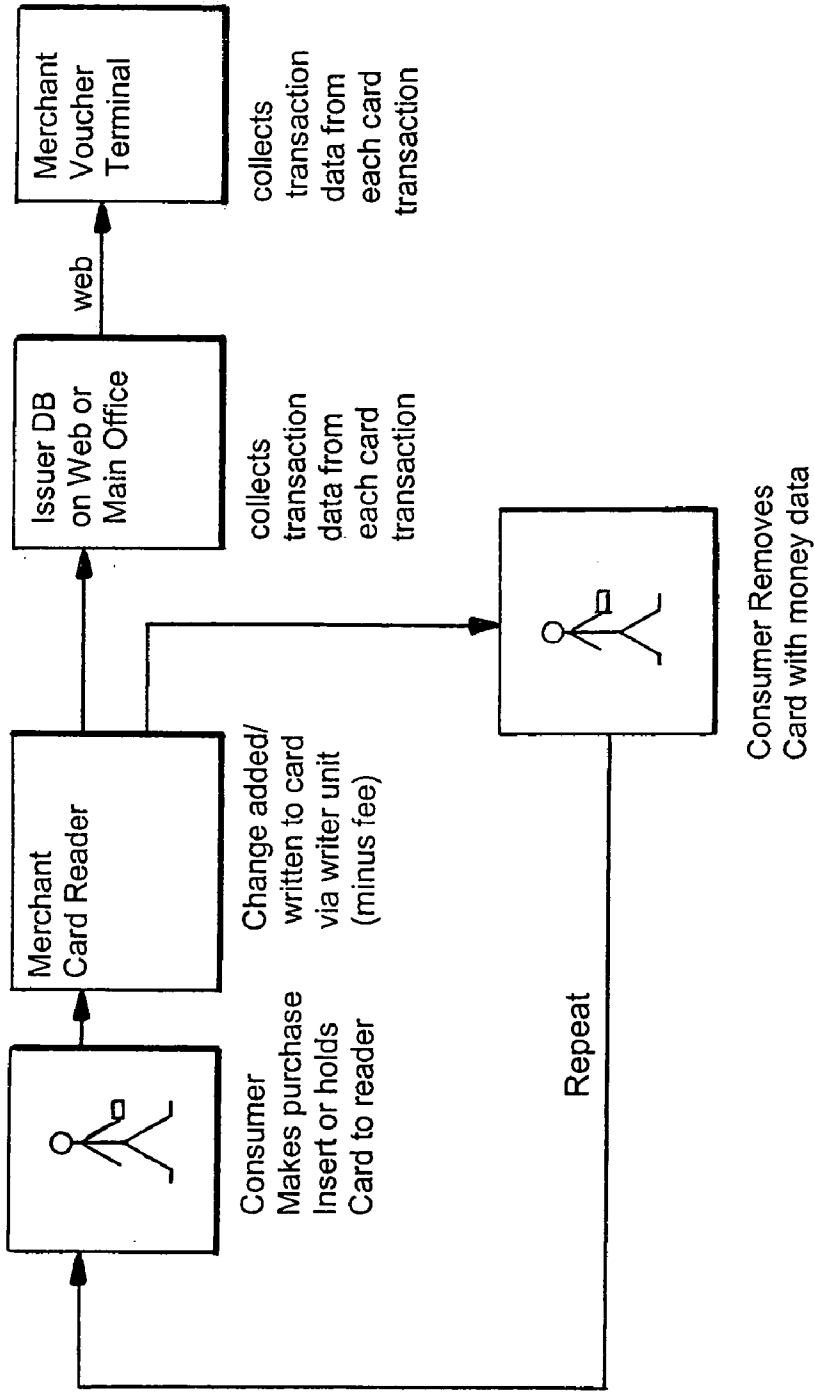 Consumer
Makes purchase
Insert or holds
Card to reader
Merchant
Card Reader
Change added/
written to card
via writer unit
(minus fee)
Issuer DB
on Web or
Main Office
collects
transaction
data from
each card
transaction
web
Merchant
Voucher
Terminal
collects
transaction
data from
each card
transaction
Consumer Removes
Card with money data
Repeat